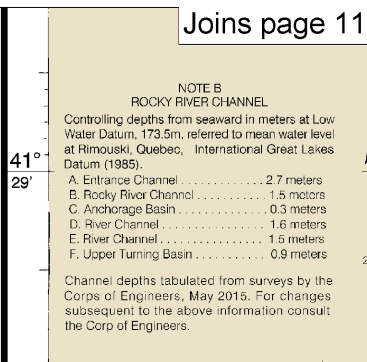 Joins page 11
NOTE B
ROCKY RIVER CHANNEL
Controlling depths from seaward in meters at Low
Water Datum, 173.5m, referred to mean water level
at Rimouski, Quebec, International Great Lakes
Datum (1985).
A. Entrance Channel . . . . . . . . . . . . . 2.7 meters
B. Rocky River Channel . . . . . . . . . . 1.5 meters
C. Anchorage Basin . . . . . . . . . . . . . 0.3 meters
D. River Channel . . . . . . . . . . . . . . . 1.6 meters
E. River Channel . . . . . . . . . . . . . . . 1.5 meters
F. Upper Turning Basin . . . . . . . . . . 0.9 meters
Channel depths tabulated from surveys by the
Corps of Engineers, May 2015. For changes
subsequent to the above information consult
the Corp of Engineers.
41°
29'